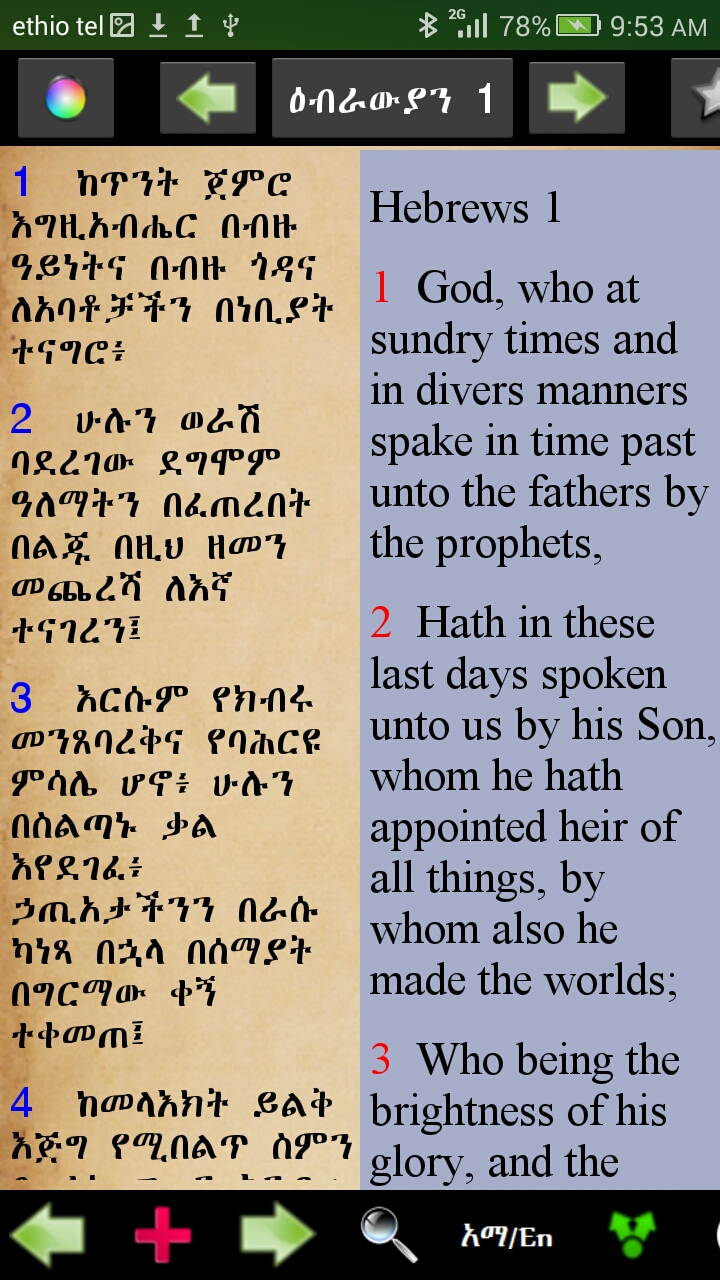 ethio tel 2G 78% 9:53 AM
ዕብራውያን 1
1 ከጥንት ጀምሮ
እግዚአብሔር በብዙ
ዓይነትና በብዙ ጎዳና
ለአባቶቻችን በነቢያት
ተናግሮ፥
2 ሁሉን ወራሽ
ባደረገው ደግሞም
ዓለማትን በፈጠረበት
በልጁ በዚህ ዘመን
መጨረሻ ለእኛ
ተናገረን፤
3 እርሱም የክብሩ
መንጸባረቅና የባሕርዩ
ምሳሌ ሆኖ፥ ሁሉን
በስልጣኑ ቃል
እየደገፈ፥
ኃጢአታችንን በራሱ
ካነጻ በኋላ በሰማያት
በግርማው ቀኝ
ተቀመጠ፤
4 ከመላእክት ይልቅ
እጅግ የሚበልጥ ስምን
Hebrews 1
1 God, who at
sundry times and
in divers manners
spake in time past
unto the fathers by
the prophets,
2 Hath in these
last days spoken
unto us by his Son,
whom he hath
appointed heir of
all things, by
whom also he
made the worlds;
3 Who being the
brightness of his
glory, and the
አማ/En